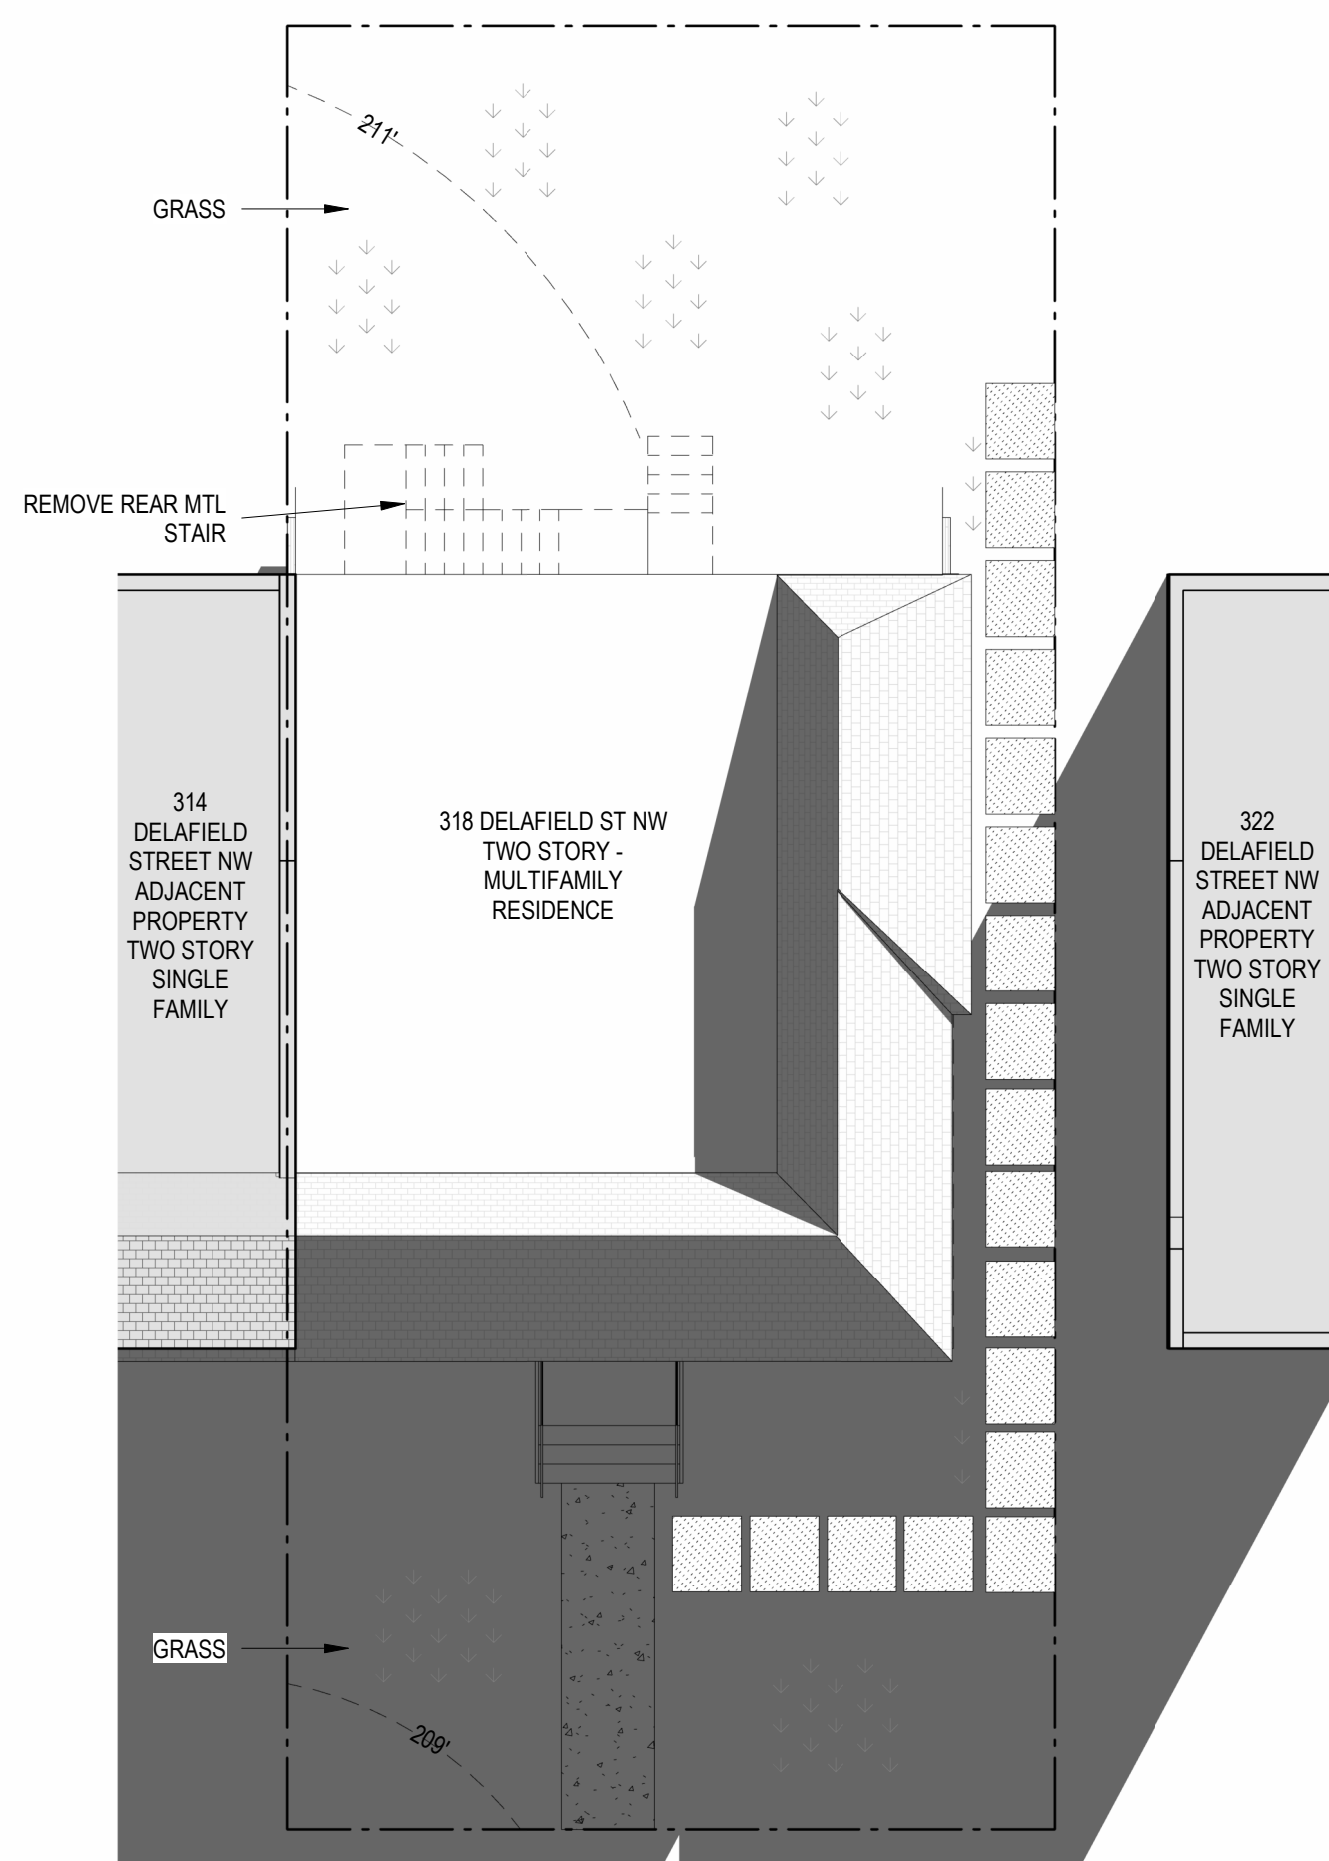 211'
GRASS
REMOVE REAR MTL
STAIR
314
DELAFIELD
STREET NW
ADJACENT
PROPERTY
TWO STORY
SINGLE
FAMILY
318 DELAFIELD ST NW
TWO STORY -
MULTIFAMILY
RESIDENCE
322
DELAFIELD
STREET NW
ADJACENT
PROPERTY
TWO STORY
SINGLE
FAMILY
GRASS
209'